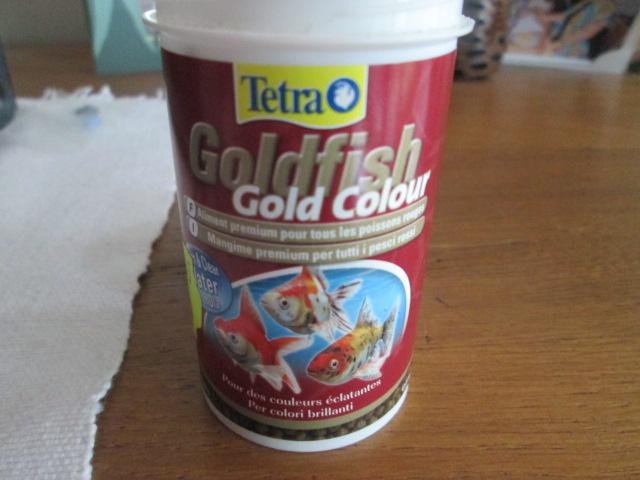 Tetra
Goldfish
Gold Colour
F Aliment premium pour tous les poissons rouges
I Mangime premium per tutti i pesci rossi
Clear
Water
Pour des couleurs éclatantes
Per colori brillanti